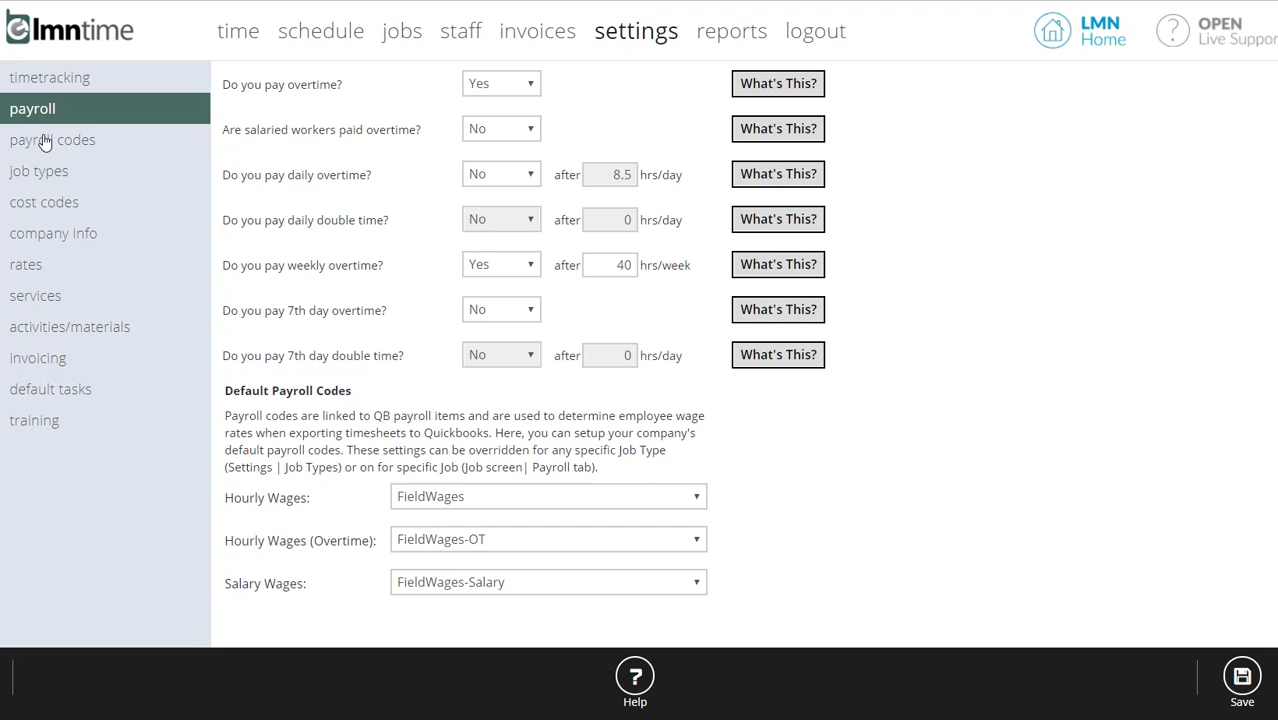 lmntime
time
schedule
jobs
staff
invoices
settings
reports
logout
LMN
Home
?
OPEN
Live Suppor
timetracking
payroll
payroll codes
job types
cost codes
company info
rates
services
activities/materials
invoicing
default tasks
training
Do you pay overtime? Yes What's This?
Are salaried workers paid overtime? No What's This?
Do you pay daily overtime? No after 8.5 hrs/day What's This?
Do you pay daily double time? No after 0 hrs/day What's This?
Do you pay weekly overtime? Yes after 40 hrs/week What's This?
Do you pay 7th day overtime? No What's This?
Do you pay 7th day double time? No after 0 hrs/day What's This?
Default Payroll Codes
Payroll codes are linked to QB payroll items and are used to determine employee wage
rates when exporting timesheets to Quickbooks. Here, you can setup your company's
default payroll codes. These settings can be overridden for any specific Job Type
(Settings | Job Types) or on for specific Job (Job screen| Payroll tab).
Hourly Wages: FieldWages
Hourly Wages (Overtime): FieldWages-OT
Salary Wages: FieldWages-Salary
?
Help
Save